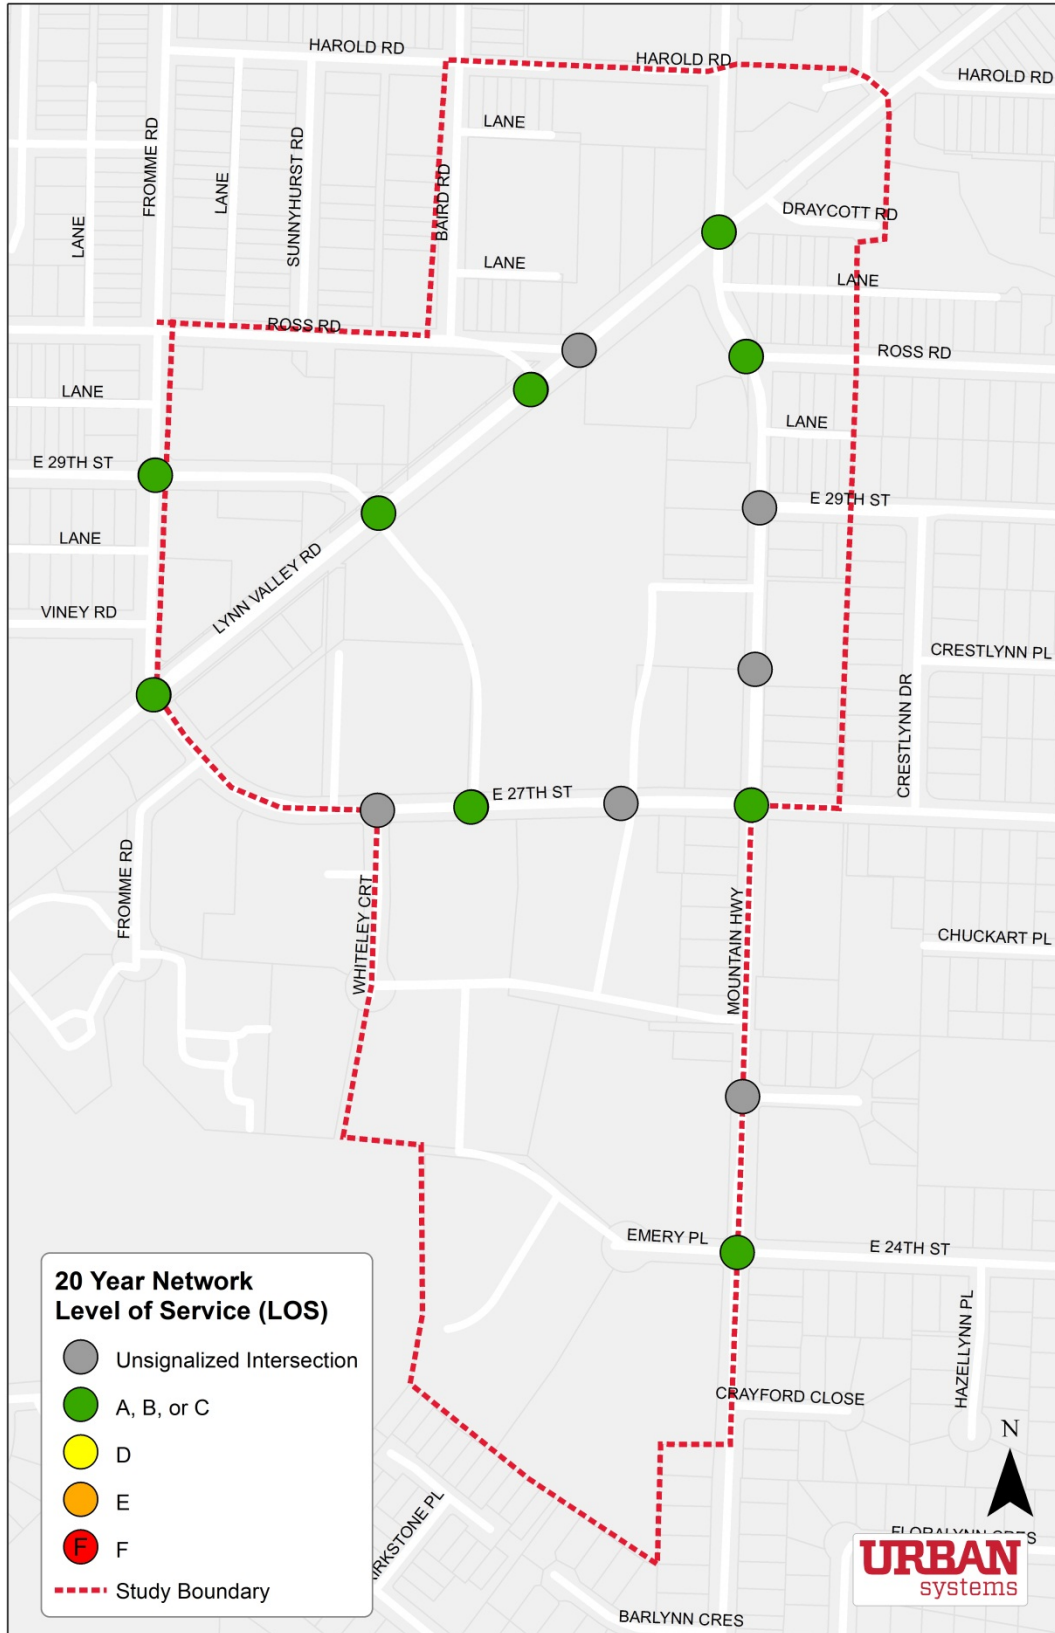 HAROLD RD
HAROLD RD
HAROLD RD
FROMME RD
LANE
SUNNYHURST RD
LANE
BAIRD RD
LANE
LANE
DRAYCOTT RD
LANE
ROSS RD
ROSS RD
LANE
LANE
E 29TH ST
E 29TH ST
LANE
LYNN VALLEY RD
VINEY RD
CRESTLYNN PL
CRESTLYNN DR
E 27TH ST
FROMME RD
WHITELEY CRT
MOUNTAIN HWY
CHUCKART PL
EMERY PL
E 24TH ST
HAZELLYNN PL
CRAYFORD CLOSE
20 Year Network
Level of Service (LOS)
Unsignalized Intersection
A, B, or C
D
E
F F
Study Boundary
N
URBAN
systems
BARLYNN CRES